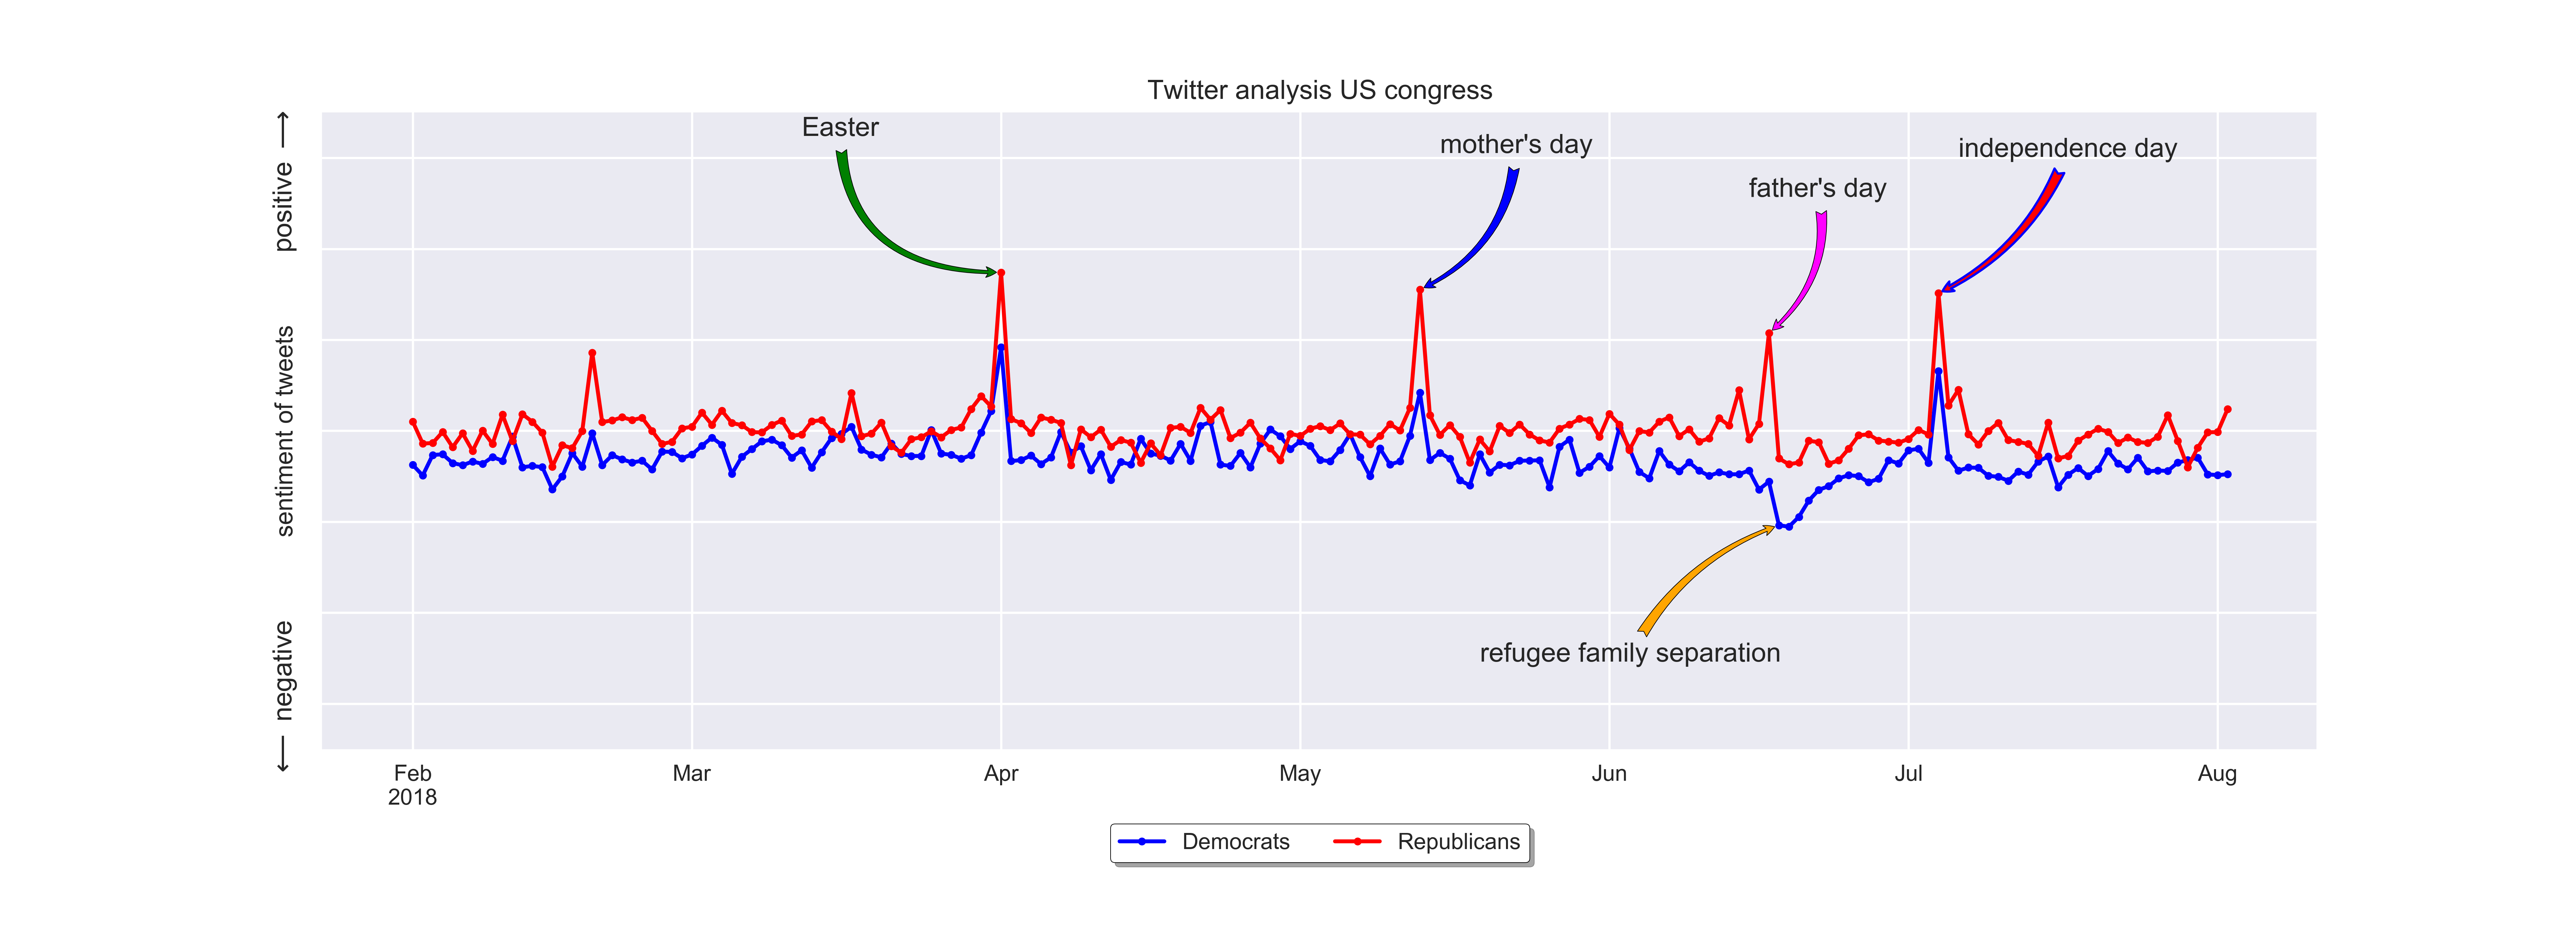 Twitter analysis US congress
Easter
mother's day
independence day
father's day
refugee family separation
← negative    sentiment of tweets    positive →
Feb Mar Apr May Jun Jul Aug
2018
Democrats Republicans